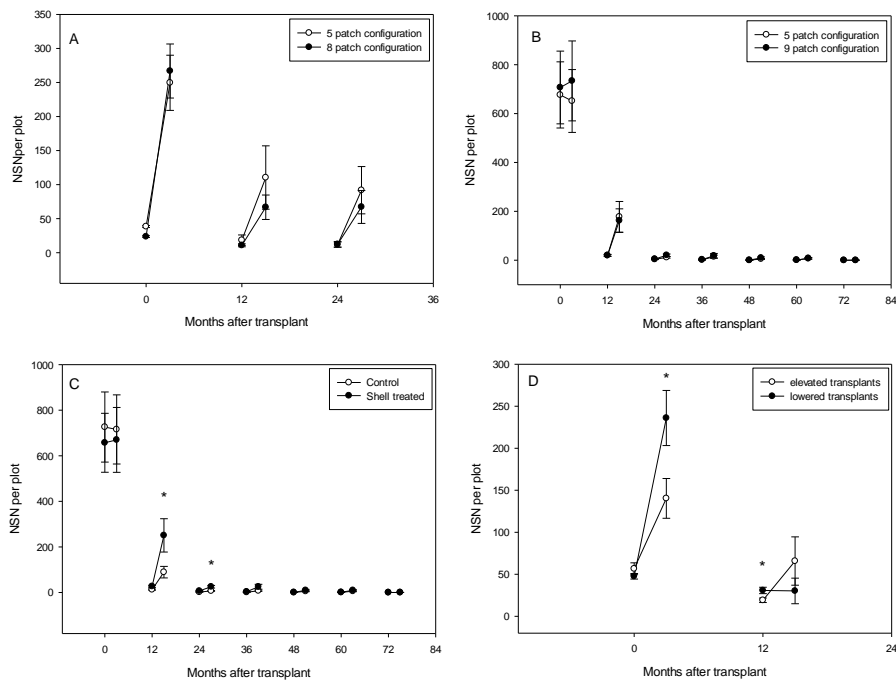 A
5 patch configuration
8 patch configuration
350
300
250
200
150
100
50
0
NSNper plot
0 12 24 36
Months after transplant
B
5 patch configuration
9 patch configuration
1000
800
600
400
200
0
NSN per plot
0 12 24 36 48 60 72 84
Months after transplant
C
Control
Shell treated
1000
800
600
400
200
0
NSN per plot
*
*
0 12 24 36 48 60 72 84
Months after transplant
D
elevated transplants
lowered transplants
300
250
200
150
100
50
0
NSN per plot
*
*
0 12 24
Months after transplant